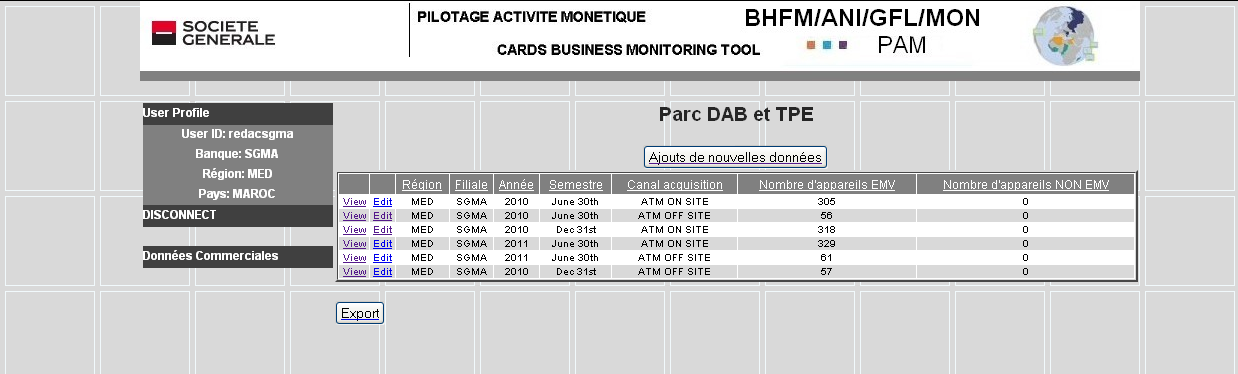 SOCIETE GENERALE
PILOTAGE ACTIVITE MONETIQUE
CARDS BUSINESS MONITORING TOOL
BHFM/ANI/GFL/MON
PAM
User Profile
User ID: redacsgma
Banque: SGMA
Région: MED
Pays: MAROC
DISCONNECT
Données Commerciales
Parc DAB et TPE
Ajouts de nouvelles données
Région Filiale Année Semestre Canal acquisition Nombre d'appareils EMV Nombre d'appareils NON EMV
View Edit MED SGMA 2010 June 30th ATM ON SITE 305 0
View Edit MED SGMA 2010 June 30th ATM OFF SITE 56 0
View Edit MED SGMA 2010 Dec 31st ATM ON SITE 318 0
View Edit MED SGMA 2011 June 30th ATM ON SITE 329 0
View Edit MED SGMA 2011 June 30th ATM OFF SITE 61 0
View Edit MED SGMA 2010 Dec 31st ATM OFF SITE 57 0
Export